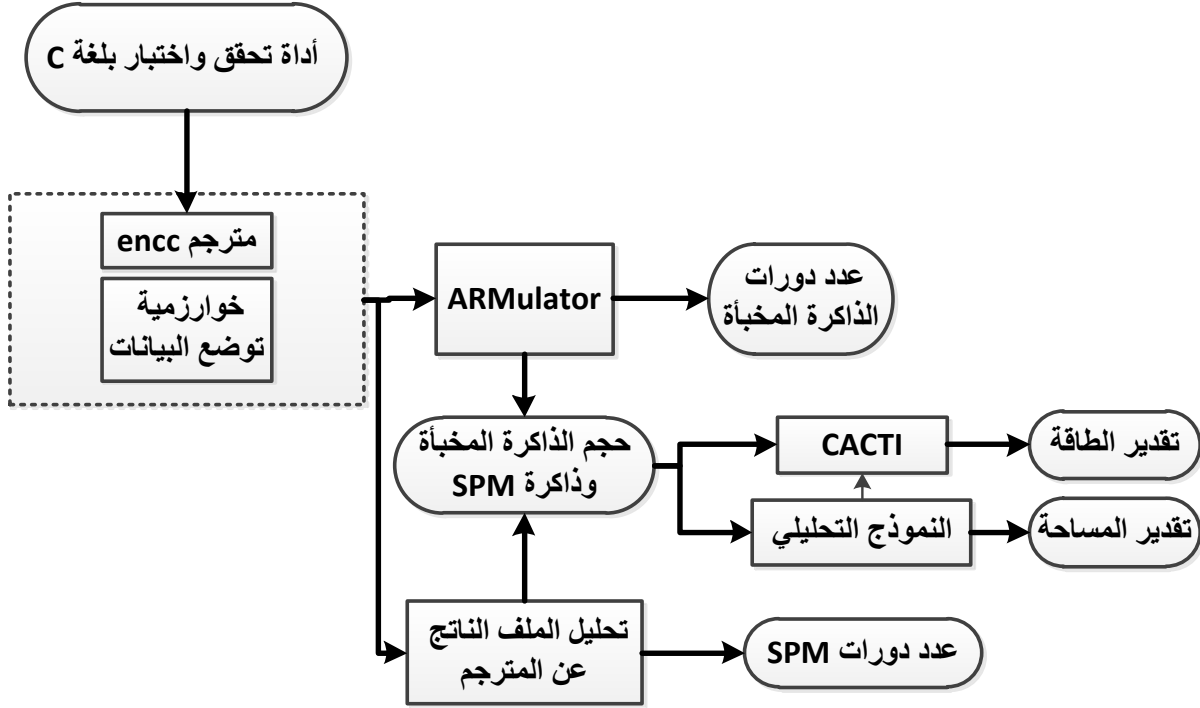 أداة تحقق واختبار بلغة C
مترجم encc
خوارزمية
توضع البيانات
ARMulator
عدد دورات
الذاكرة المخبأة
حجم الذاكرة المخبأة
وذاكرة SPM
CACTI
تقدير الطاقة
النموذج التحليلي
تقدير المساحة
تحليل الملف الناتج
عن المترجم
عدد دورات SPM